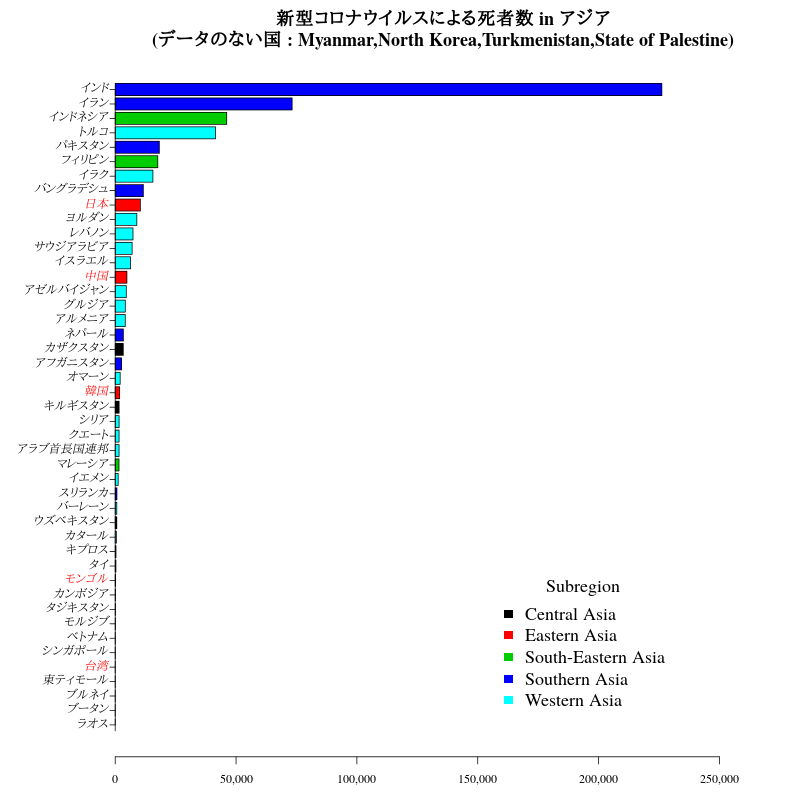 新型コロナウイルスによる死者数 in アジア
(データのない国 : Myanmar,North Korea,Turkmenistan,State of Palestine)
インド
イラン
インドネシア
トルコ
パキスタン
フィリピン
イラク
バングラデシュ
日本
ヨルダン
レバノン
サウジアラビア
イスラエル
中国
アゼルバイジャン
グルジア
アルメニア
ネパール
カザクスタン
アフガニスタン
オマーン
韓国
キルギスタン
シリア
クエート
アラブ首長国連邦
マレーシア
イエメン
スリランカ
バーレーン
ウズベキスタン
カタール
キプロス
タイ
モンゴル
カンボジア
タジキスタン
モルジブ
ベトナム
シンガポール
台湾
東ティモール
ブルネイ
ブータン
ラオス
Subregion
Central Asia
Eastern Asia
South-Eastern Asia
Southern Asia
Western Asia
0 50,000 100,000 150,000 200,000 250,000